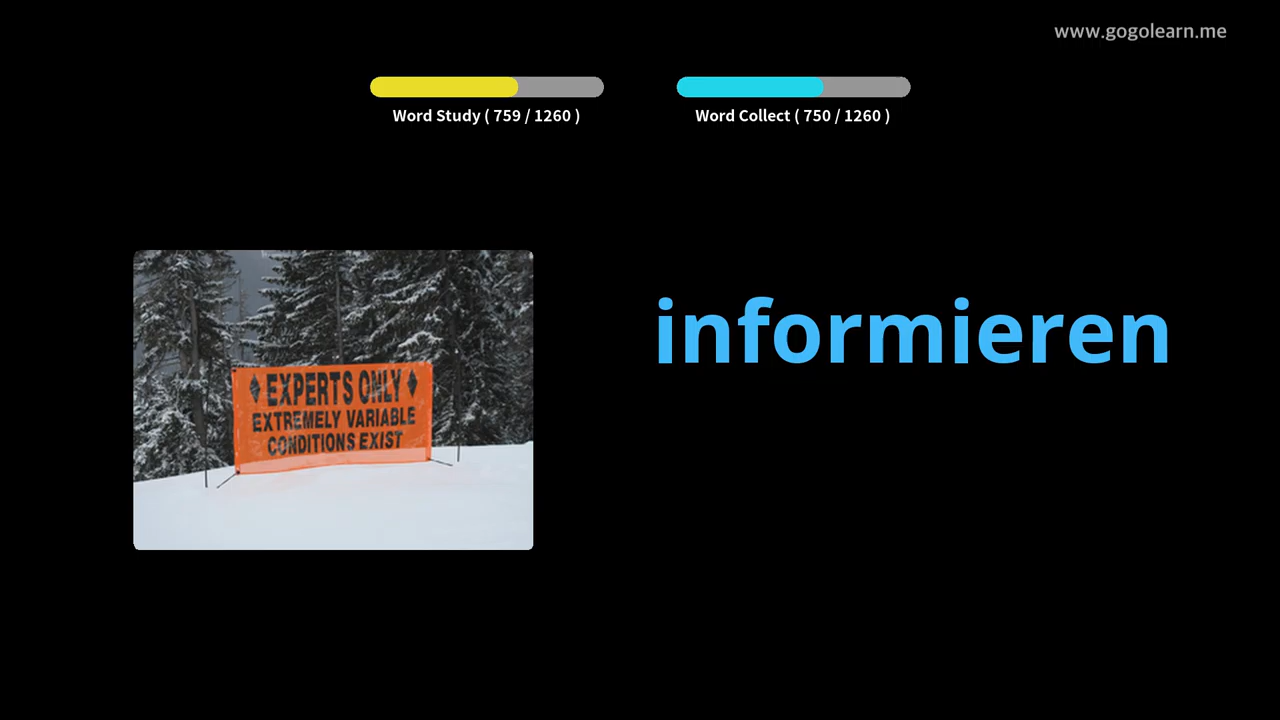 www.gogolearn.me
Word Study ( 759 / 1260 )
Word Collect ( 750 / 1260 )
informieren
EXPERTS ONLY
EXTREMELY VARIABLE
CONDITIONS EXIST